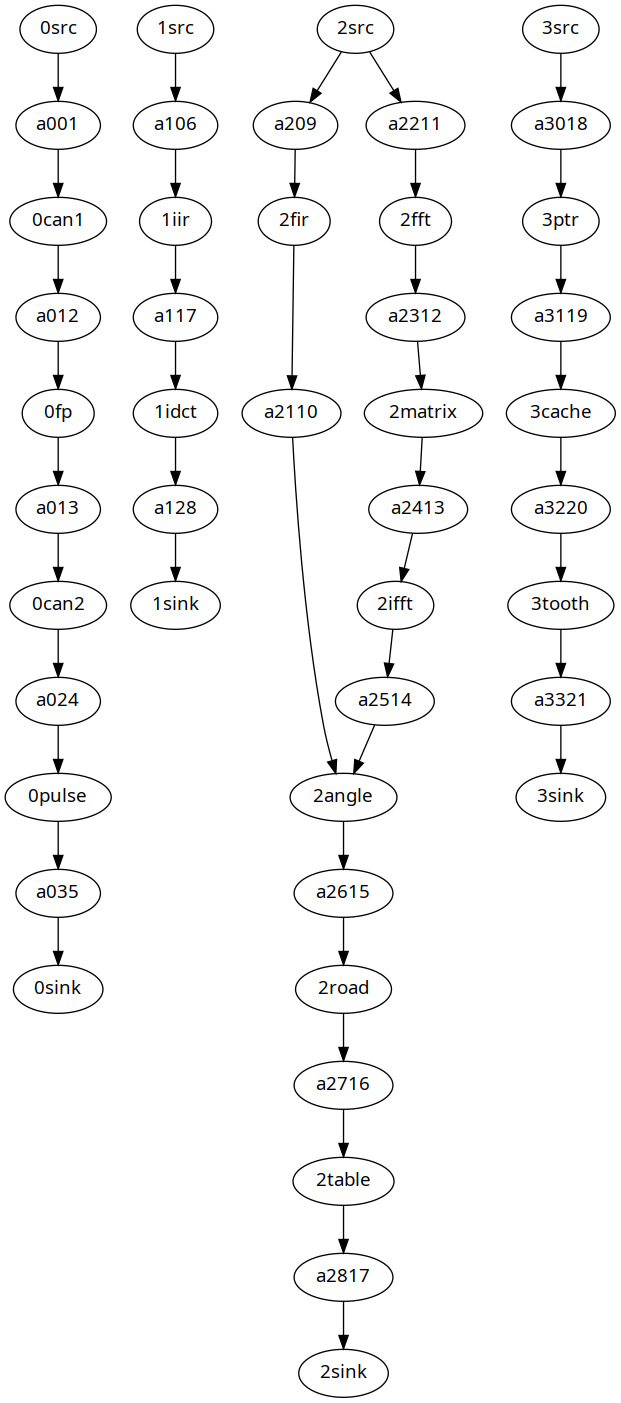 0src
1src
2src
3src
a001
a106
a209
a2211
a3018
0can1
1iir
2fir
2fft
3ptr
a012
a117
a2312
a3119
0fp
1idct
a2110
2matrix
3cache
a013
a128
a2413
a3220
0can2
1sink
2ifft
3tooth
a024
a2514
a3321
0pulse
2angle
3sink
a035
a2615
0sink
2road
a2716
2table
a2817
2sink